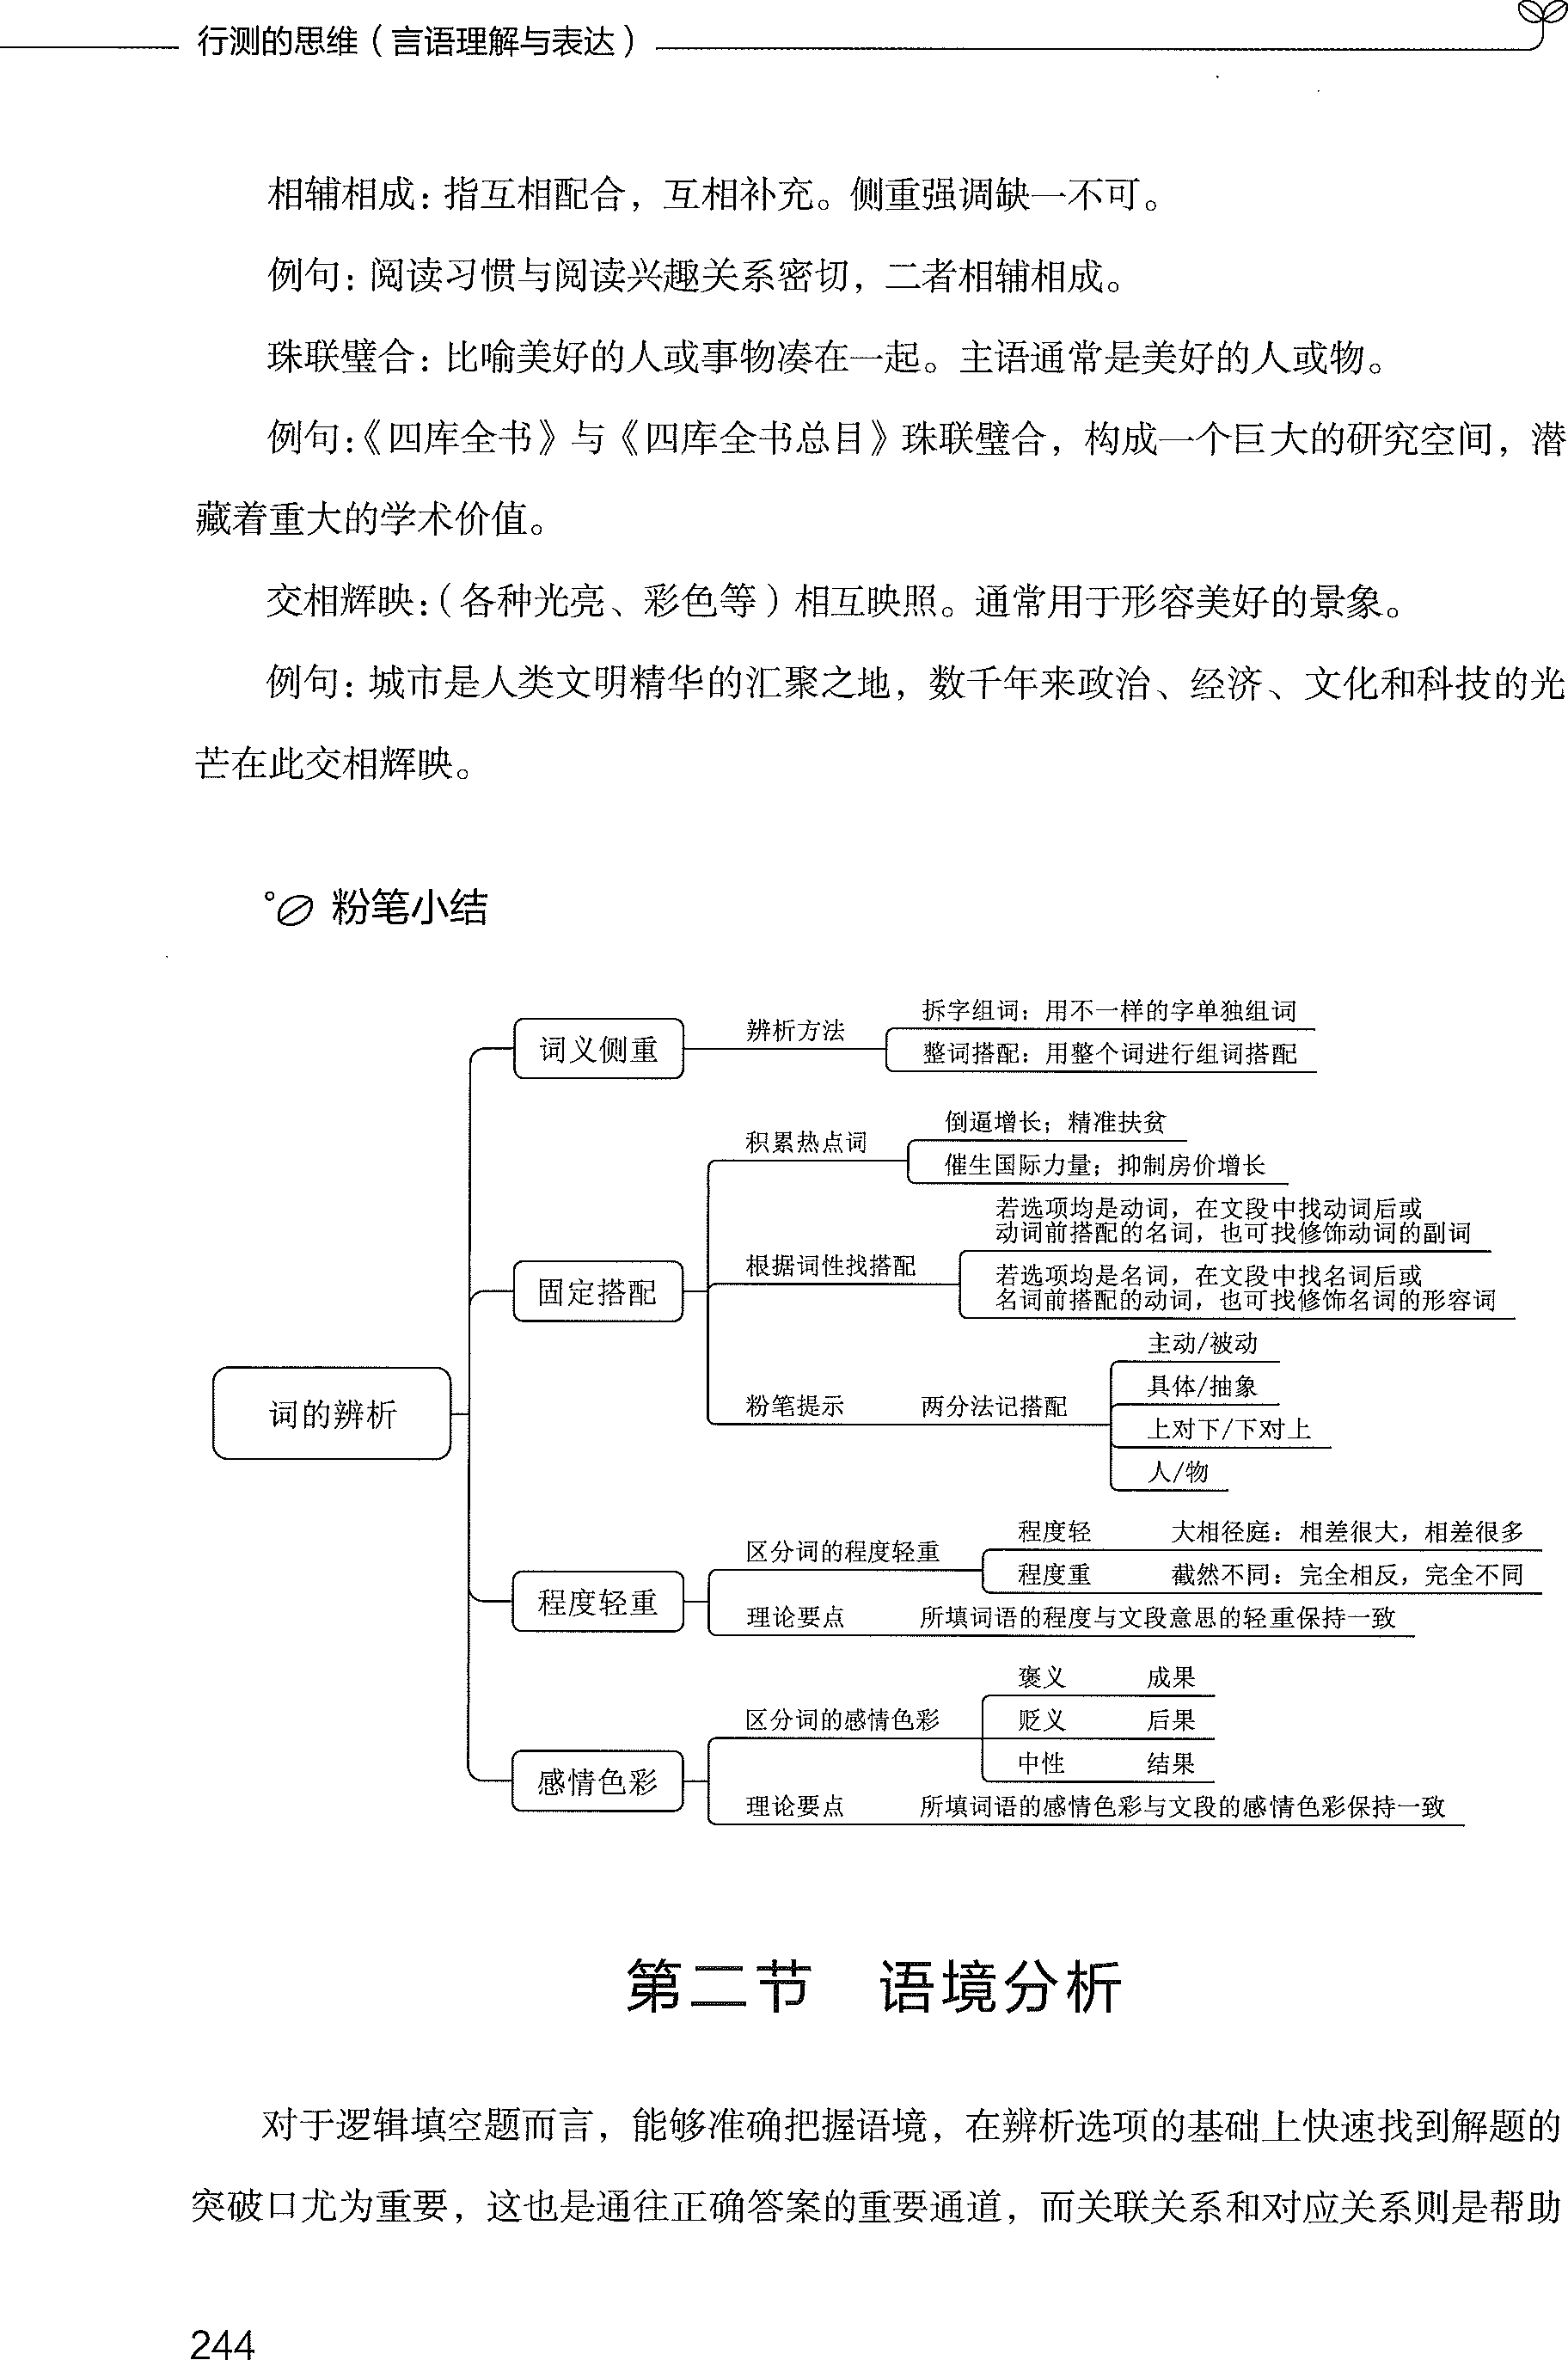 行测的思维（言语理解与表达）
相辅相成：指互相配合，互相补充。侧重强调缺一不可。
例句：阅读习惯与阅读兴趣关系密切，二者相辅相成。
珠联璧合：比喻美好的人或事物凑在一起。主语通常是美好的人或物。
例句：《四库全书》与《四库全书总目》珠联璧合，构成一个巨大的研究空间，潜
藏着重大的学术价值。
交相辉映：（各种光亮、彩色等）相互映照。通常用于形容美好的景象。
例句：城市是人类文明精华的汇聚之地，数千年来政治、经济、文化和科技的光
芒在此交相辉映。
粉笔小结
词的辨析
词义侧重
辨析方法
拆字组词：用不一样的字单独组词
整词搭配：用整个词进行组词搭配
固定搭配
积累热点词
倒逼增长；精准扶贫
催生国际力量；抑制房价增长
根据词性找搭配
若选项均是动词，在文段中找动词后或
动词前搭配的名词，也可找修饰动词的副词
若选项均是名词，在文段中找名词后或
名词前搭配的动词，也可找修饰名词的形容词
粉笔提示 两分法记搭配
主动/被动
具体/抽象
上对下/下对上
人/物
程度轻重
区分词的程度轻重
程度轻 大相径庭：相差很大，相差很多
程度重 截然不同：完全相反，完全不同
理论要点 所填词语的程度与文段意思的轻重保持一致
感情色彩
区分词的感情色彩
褒义 成果
贬义 后果
中性 结果
理论要点 所填词语的感情色彩与文段的感情色彩保持一致
第二节 语境分析
对于逻辑填空题而言，能够准确把握语境，在辨析选项的基础上快速找到解题的
突破口尤为重要，这也是通往正确答案的重要通道，而关联关系和对应关系则是帮助
244